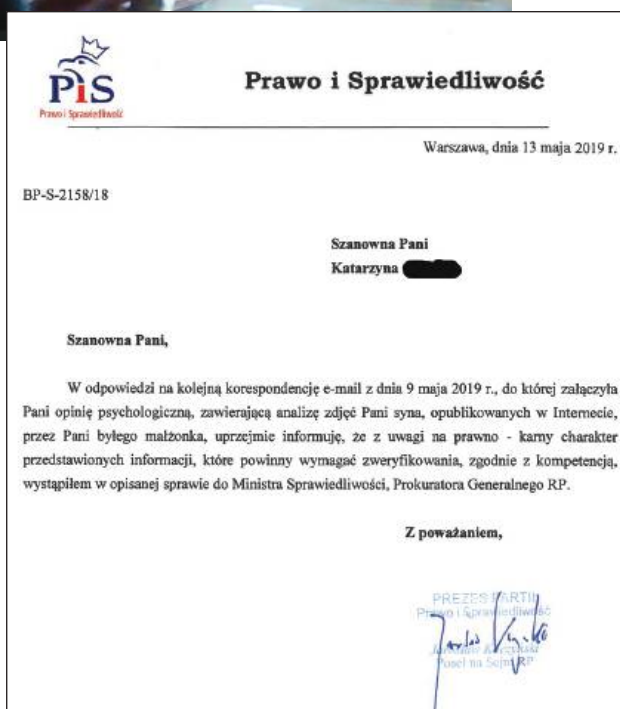 PiS
Prawo i Sprawiedliwość
Prawo i Sprawiedliwość
Warszawa, dnia 13 maja 2019 r.
BP-S-2158/18
Szanowna Pani
Katarzyna
Szanowna Pani,
W odpowiedzi na kolejną korespondencję e-mail z dnia 9 maja 2019 r., do której załączyła
Pani opinię psychologiczną, zawierającą analizę zdjęć Pani syna, opublikowanych w Internecie,
przez Pani byłego małżonka, uprzejmie informuję, że z uwagi na prawno - karny charakter
przedstawionych informacji, które powinny wymagać zweryfikowania, zgodnie z kompetencją,
wystąpiłem w opisanej sprawie do Ministra Sprawiedliwości, Prokuratora Generalnego RP.
Z poważaniem,
PREZES PARTII
Prawo i Sprawiedliwość
Jarosław Kaczyński
Poseł na Sejm RP